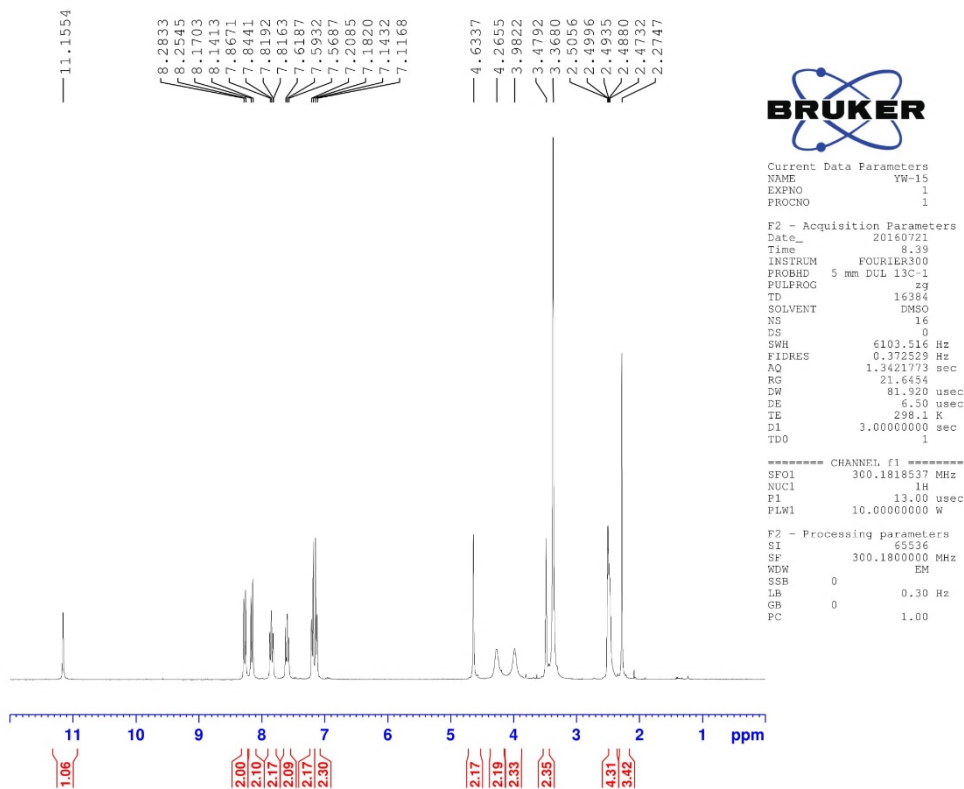 11.1554
8.2833
8.2545
8.1703
8.1413
7.8671
7.8441
7.8192
7.8163
7.6187
7.5932
7.5687
7.2085
7.1820
7.1432
7.1168
4.6337
4.2655
3.9822
3.4792
3.3680
2.5056
2.4996
2.4935
2.4880
2.4732
2.2747
BRUKER
Current Data Parameters
NAME YW-15
EXPNO 1
PROCNO 1
F2 - Acquisition Parameters
Date_ 20160721
Time 8.39
INSTRUM FOURIER300
PROBHD 5 mm DUL 13C-1
PULPROG zg
TD 16384
SOLVENT DMSO
NS 16
DS 0
SWH 6103.516 Hz
FIDRES 0.372529 Hz
AQ 1.3421773 sec
RG 21.6454
DW 81.920 usec
DE 6.50 usec
TE 298.1 K
D1 3.00000000 sec
TD0 1
======== CHANNEL f1 ========
SFO1 300.1818537 MHz
NUC1 1H
P1 13.00 usec
PLW1 10.00000000 W
F2 - Processing parameters
SI 65536
SF 300.1800000 MHz
WDW EM
SSB 0
LB 0.30 Hz
GB 0
PC 1.00
11 10 9 8 7 6 5 4 3 2 1 ppm
1.06
2.00
2.10
2.17
2.09
2.17
2.30
2.17
2.19
2.33
2.35
4.31
3.42